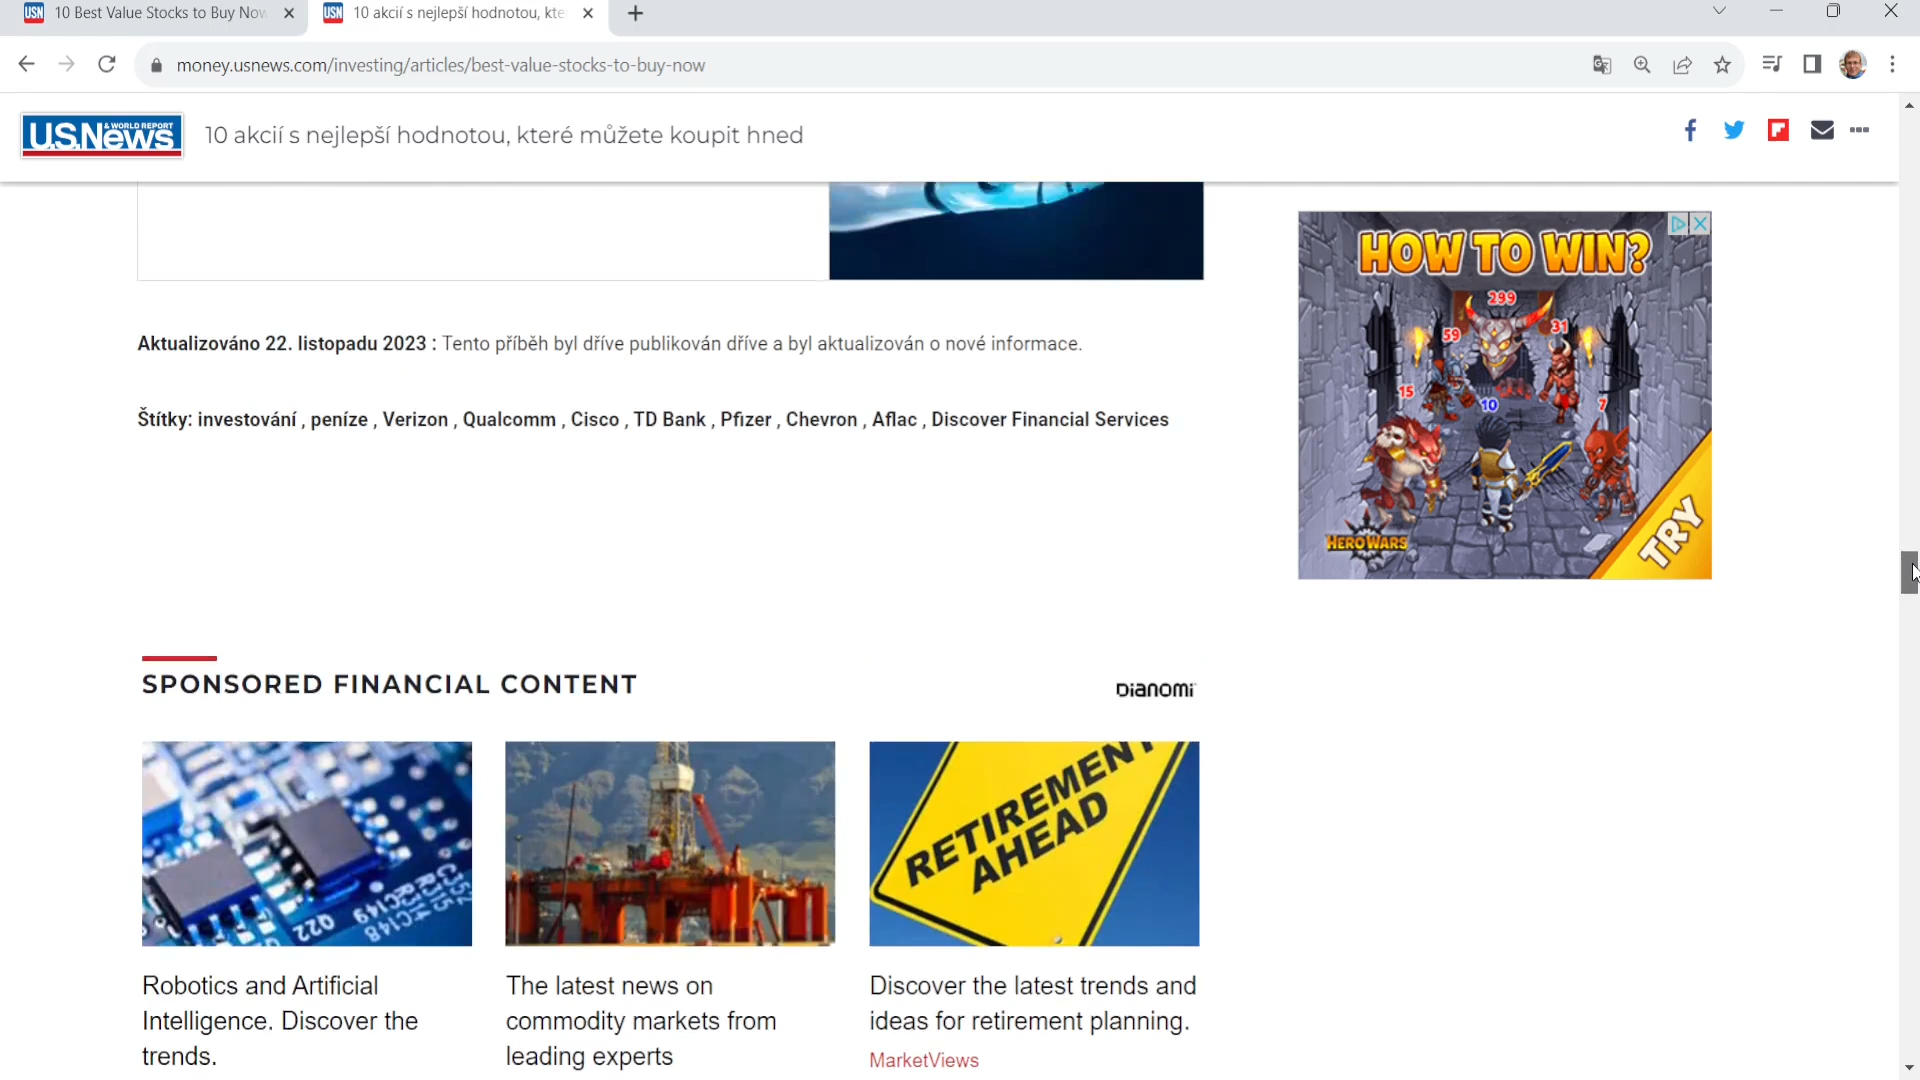 10 Best Value Stocks to Buy Now
10 akcií s nejlepší hodnotou, kte
money.usnews.com/investing/articles/best-value-stocks-to-buy-now
U.S.News & WORLD REPORT
10 akcií s nejlepší hodnotou, které můžete koupit hned
HOW TO WIN?
299
59
31
15
10
7
HERO WARS
TRY
Aktualizováno 22. listopadu 2023 : Tento příběh byl dříve publikován dříve a byl aktualizován o nové informace.
Štítky: investování , peníze , Verizon , Qualcomm , Cisco , TD Bank , Pfizer , Chevron , Aflac , Discover Financial Services
SPONSORED FINANCIAL CONTENT
DIANOMI
Q22
RETIREMENT
AHEAD
Robotics and Artificial
Intelligence. Discover the
trends.
The latest news on
commodity markets from
leading experts
Discover the latest trends and
ideas for retirement planning.
MarketViews